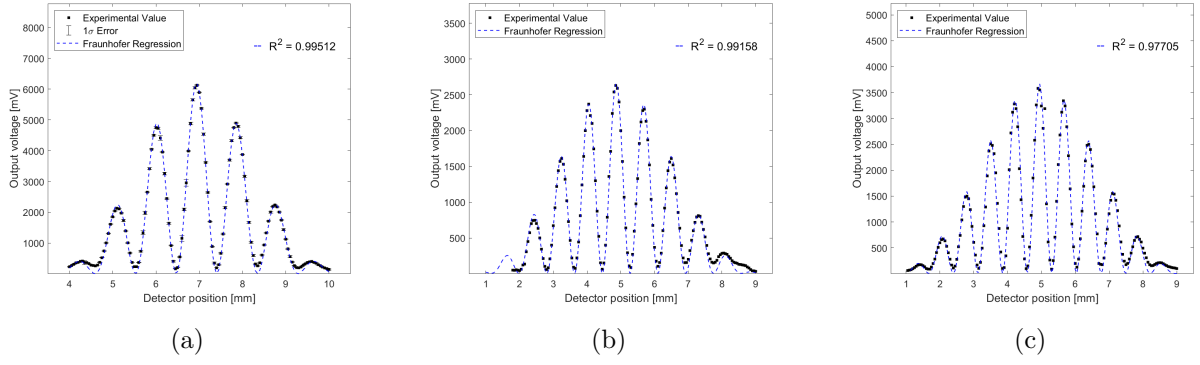 Experimental Value
1σ Error
Fraunhofer Regression
R² = 0.99512
Output voltage [mV]
8000
7000
6000
5000
4000
3000
2000
1000
4 5 6 7 8 9 10
Detector position [mm]
(a)
Experimental Value
Fraunhofer Regression
R² = 0.99158
Output voltage [mV]
3500
3000
2500
2000
1500
1000
500
1 2 3 4 5 6 7 8 9
Detector position [mm]
(b)
Experimental Value
Fraunhofer Regression
R² = 0.97705
Output voltage [mV]
5000
4500
4000
3500
3000
2500
2000
1500
1000
500
1 2 3 4 5 6 7 8 9
Detector position [mm]
(c)